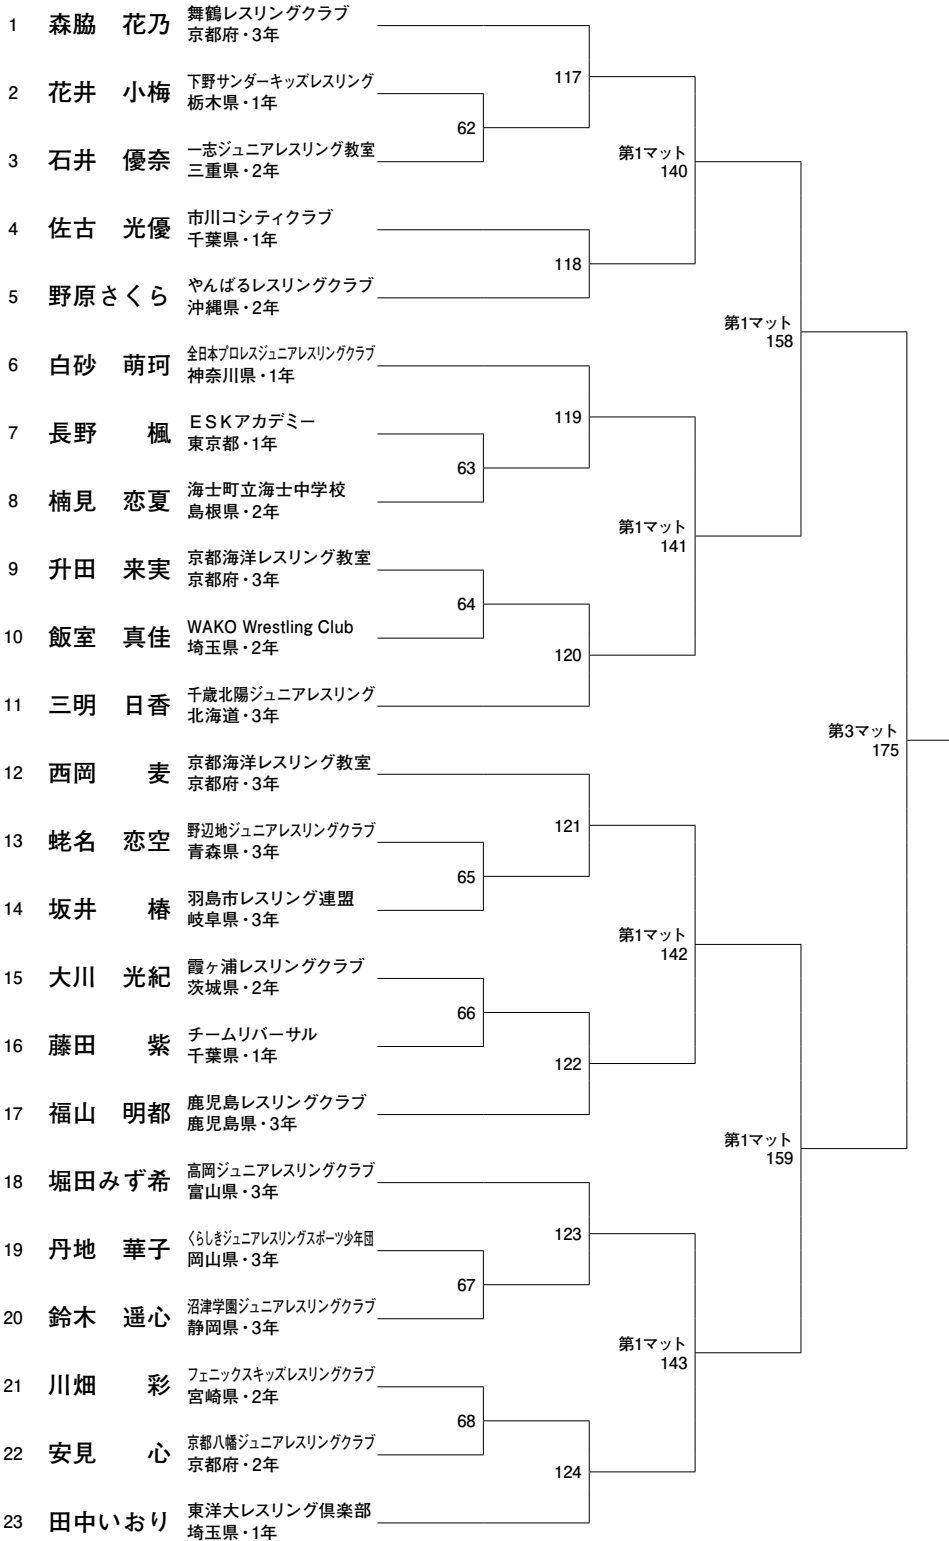 1 森脇 花乃 舞鶴レスリングクラブ
京都府・3年
117
2 花井 小梅 下野サンダーキッズレスリング
栃木県・1年
62
3 石井 優奈 一志ジュニアレスリング教室
三重県・2年
第1マット
140
4 佐古 光優 市川コシティクラブ
千葉県・1年
118
5 野原さくら やんばるレスリングクラブ
沖縄県・2年
第1マット
158
6 白砂 萌珂 全日本プロレスジュニアレスリングクラブ
神奈川県・1年
119
7 長野 楓 ESKアカデミー
東京都・1年
63
8 楠見 恋夏 海士町立海士中学校
島根県・2年
第1マット
141
9 升田 来実 京都海洋レスリング教室
京都府・3年
64
10 飯室 真佳 WAKO Wrestling Club
埼玉県・2年
120
11 三明 日香 千歳北陽ジュニアレスリング
北海道・3年
第3マット
175
12 西岡 麦 京都海洋レスリング教室
京都府・3年
121
13 蛯名 恋空 野辺地ジュニアレスリングクラブ
青森県・3年
65
14 坂井 椿 羽島市レスリング連盟
岐阜県・3年
第1マット
142
15 大川 光紀 霞ヶ浦レスリングクラブ
茨城県・2年
66
16 藤田 紫 チームリバーサル
千葉県・1年
122
17 福山 明都 鹿児島レスリングクラブ
鹿児島県・3年
第1マット
159
18 堀田みず希 高岡ジュニアレスリングクラブ
富山県・3年
123
19 丹地 華子 くらしきジュニアレスリングスポーツ少年団
岡山県・3年
67
20 鈴木 遥心 沼津学園ジュニアレスリングクラブ
静岡県・3年
第1マット
143
21 川畑 彩 フェニックスキッズレスリングクラブ
宮崎県・2年
68
22 安見 心 京都八幡ジュニアレスリングクラブ
京都府・2年
124
23 田中いおり 東洋大レスリング倶楽部
埼玉県・1年